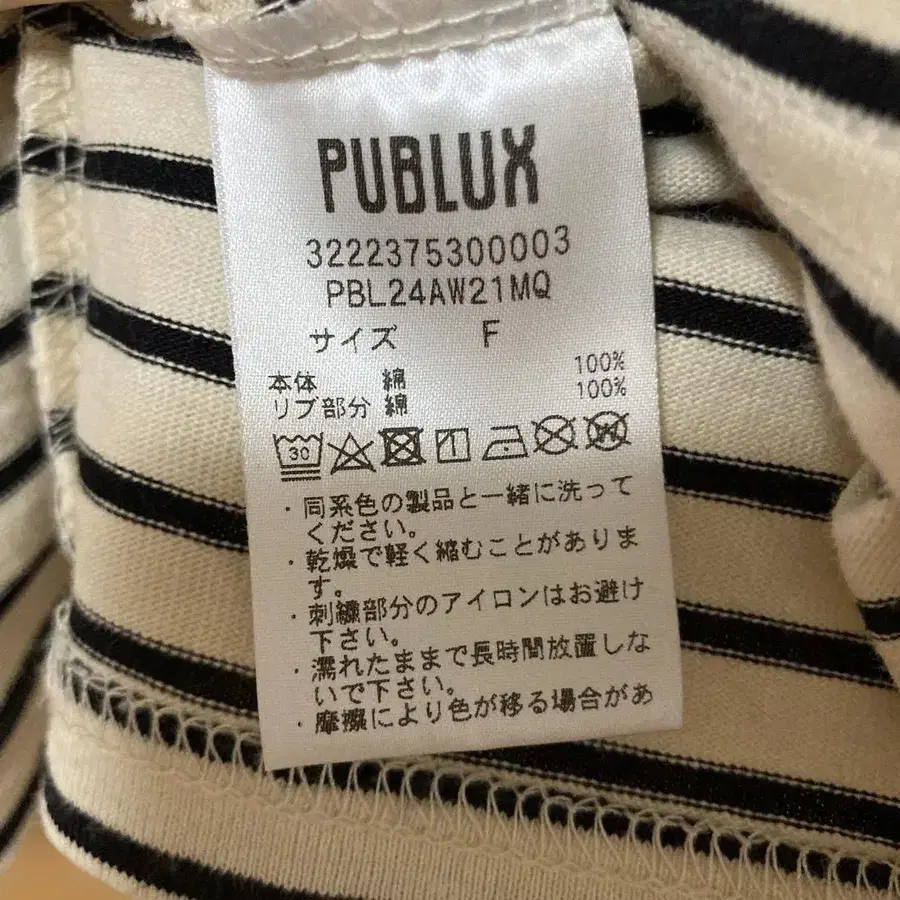 PUBLUX
3222375300003
PBL24AW21MQ
サイズ F
本体 綿 100%
リブ部分 綿 100%
30
・同系色の製品と一緒に洗って
ください。
・乾燥で軽く縮むことがありま
す。
・刺繍部分のアイロンはお避け
下さい。
・濡れたままで長時間放置しな
いで下さい。
・摩擦により色が移る場合があ